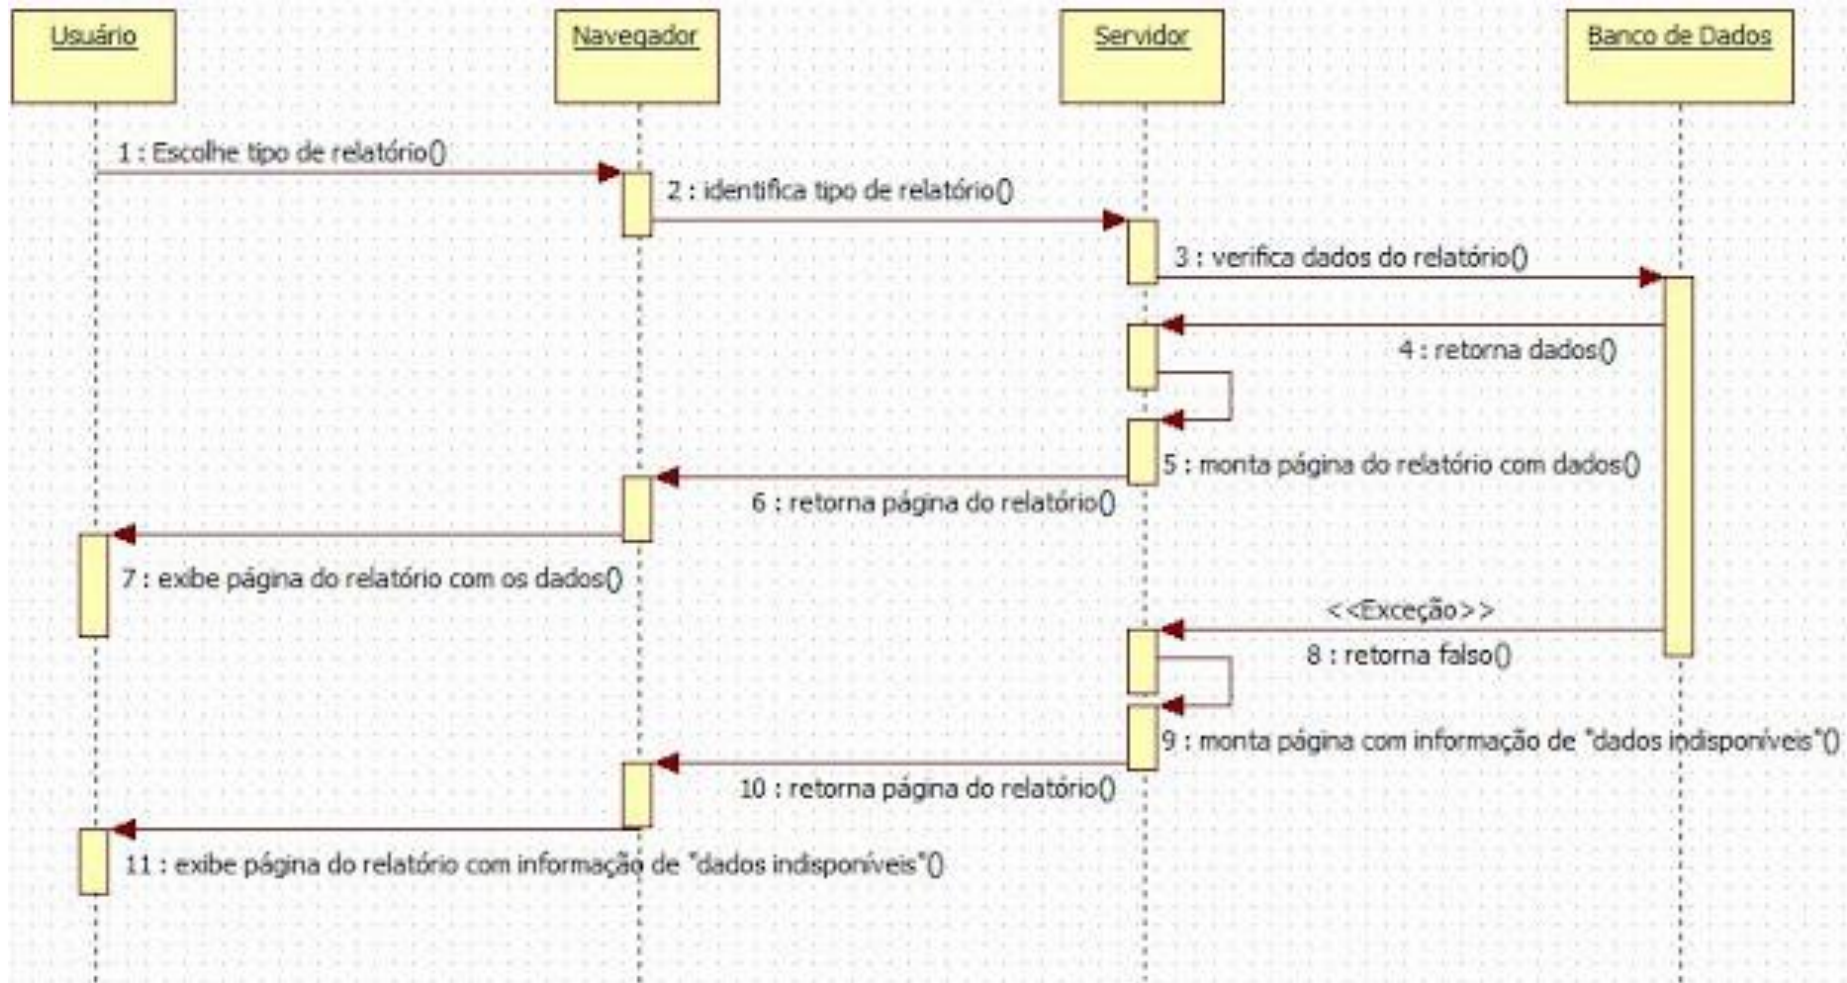 Usuário
Navegador
Servidor
Banco de Dados
1 : Escolhe tipo de relatório()
2 : identifica tipo de relatório()
3 : verifica dados do relatório()
4 : retorna dados()
5 : monta página do relatório com dados()
6 : retorna página do relatório()
7 : exibe página do relatório com os dados()
<<Exceção>>
8 : retorna falso()
9 : monta página com informação de "dados indisponíveis"()
10 : retorna página do relatório()
11 : exibe página do relatório com informação de "dados indisponíveis"()